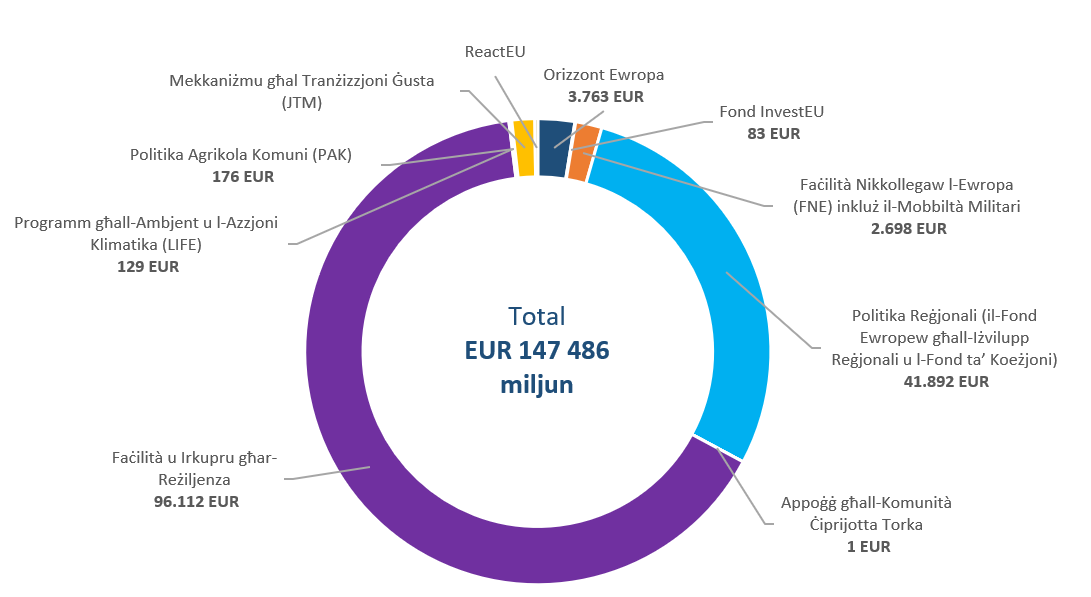 ReactEU
Orizzont Ewropa
3.763 EUR
Mekkaniżmu għal Tranżizzjoni Ġusta
(JTM)
Fond InvestEU
83 EUR
Politika Agrikola Komuni (PAK)
176 EUR
Faċilità Nikkollegaw l-Ewropa
(FNE) inkluż il-Mobbiltà Militari
2.698 EUR
Programm għall-Ambjent u l-Azzjoni
Klimatika (LIFE)
129 EUR
Total
EUR 147 486
miljun
Politika Reġjonali (il-Fond
Ewropew għall-Iżvilupp
Reġjonali u l-Fond ta’ Koeżjoni)
41.892 EUR
Faċilità u Irkupru għar-
Reżiljenza
96.112 EUR
Appoġġ għall-Komunità
Ċiprijotta Torka
1 EUR